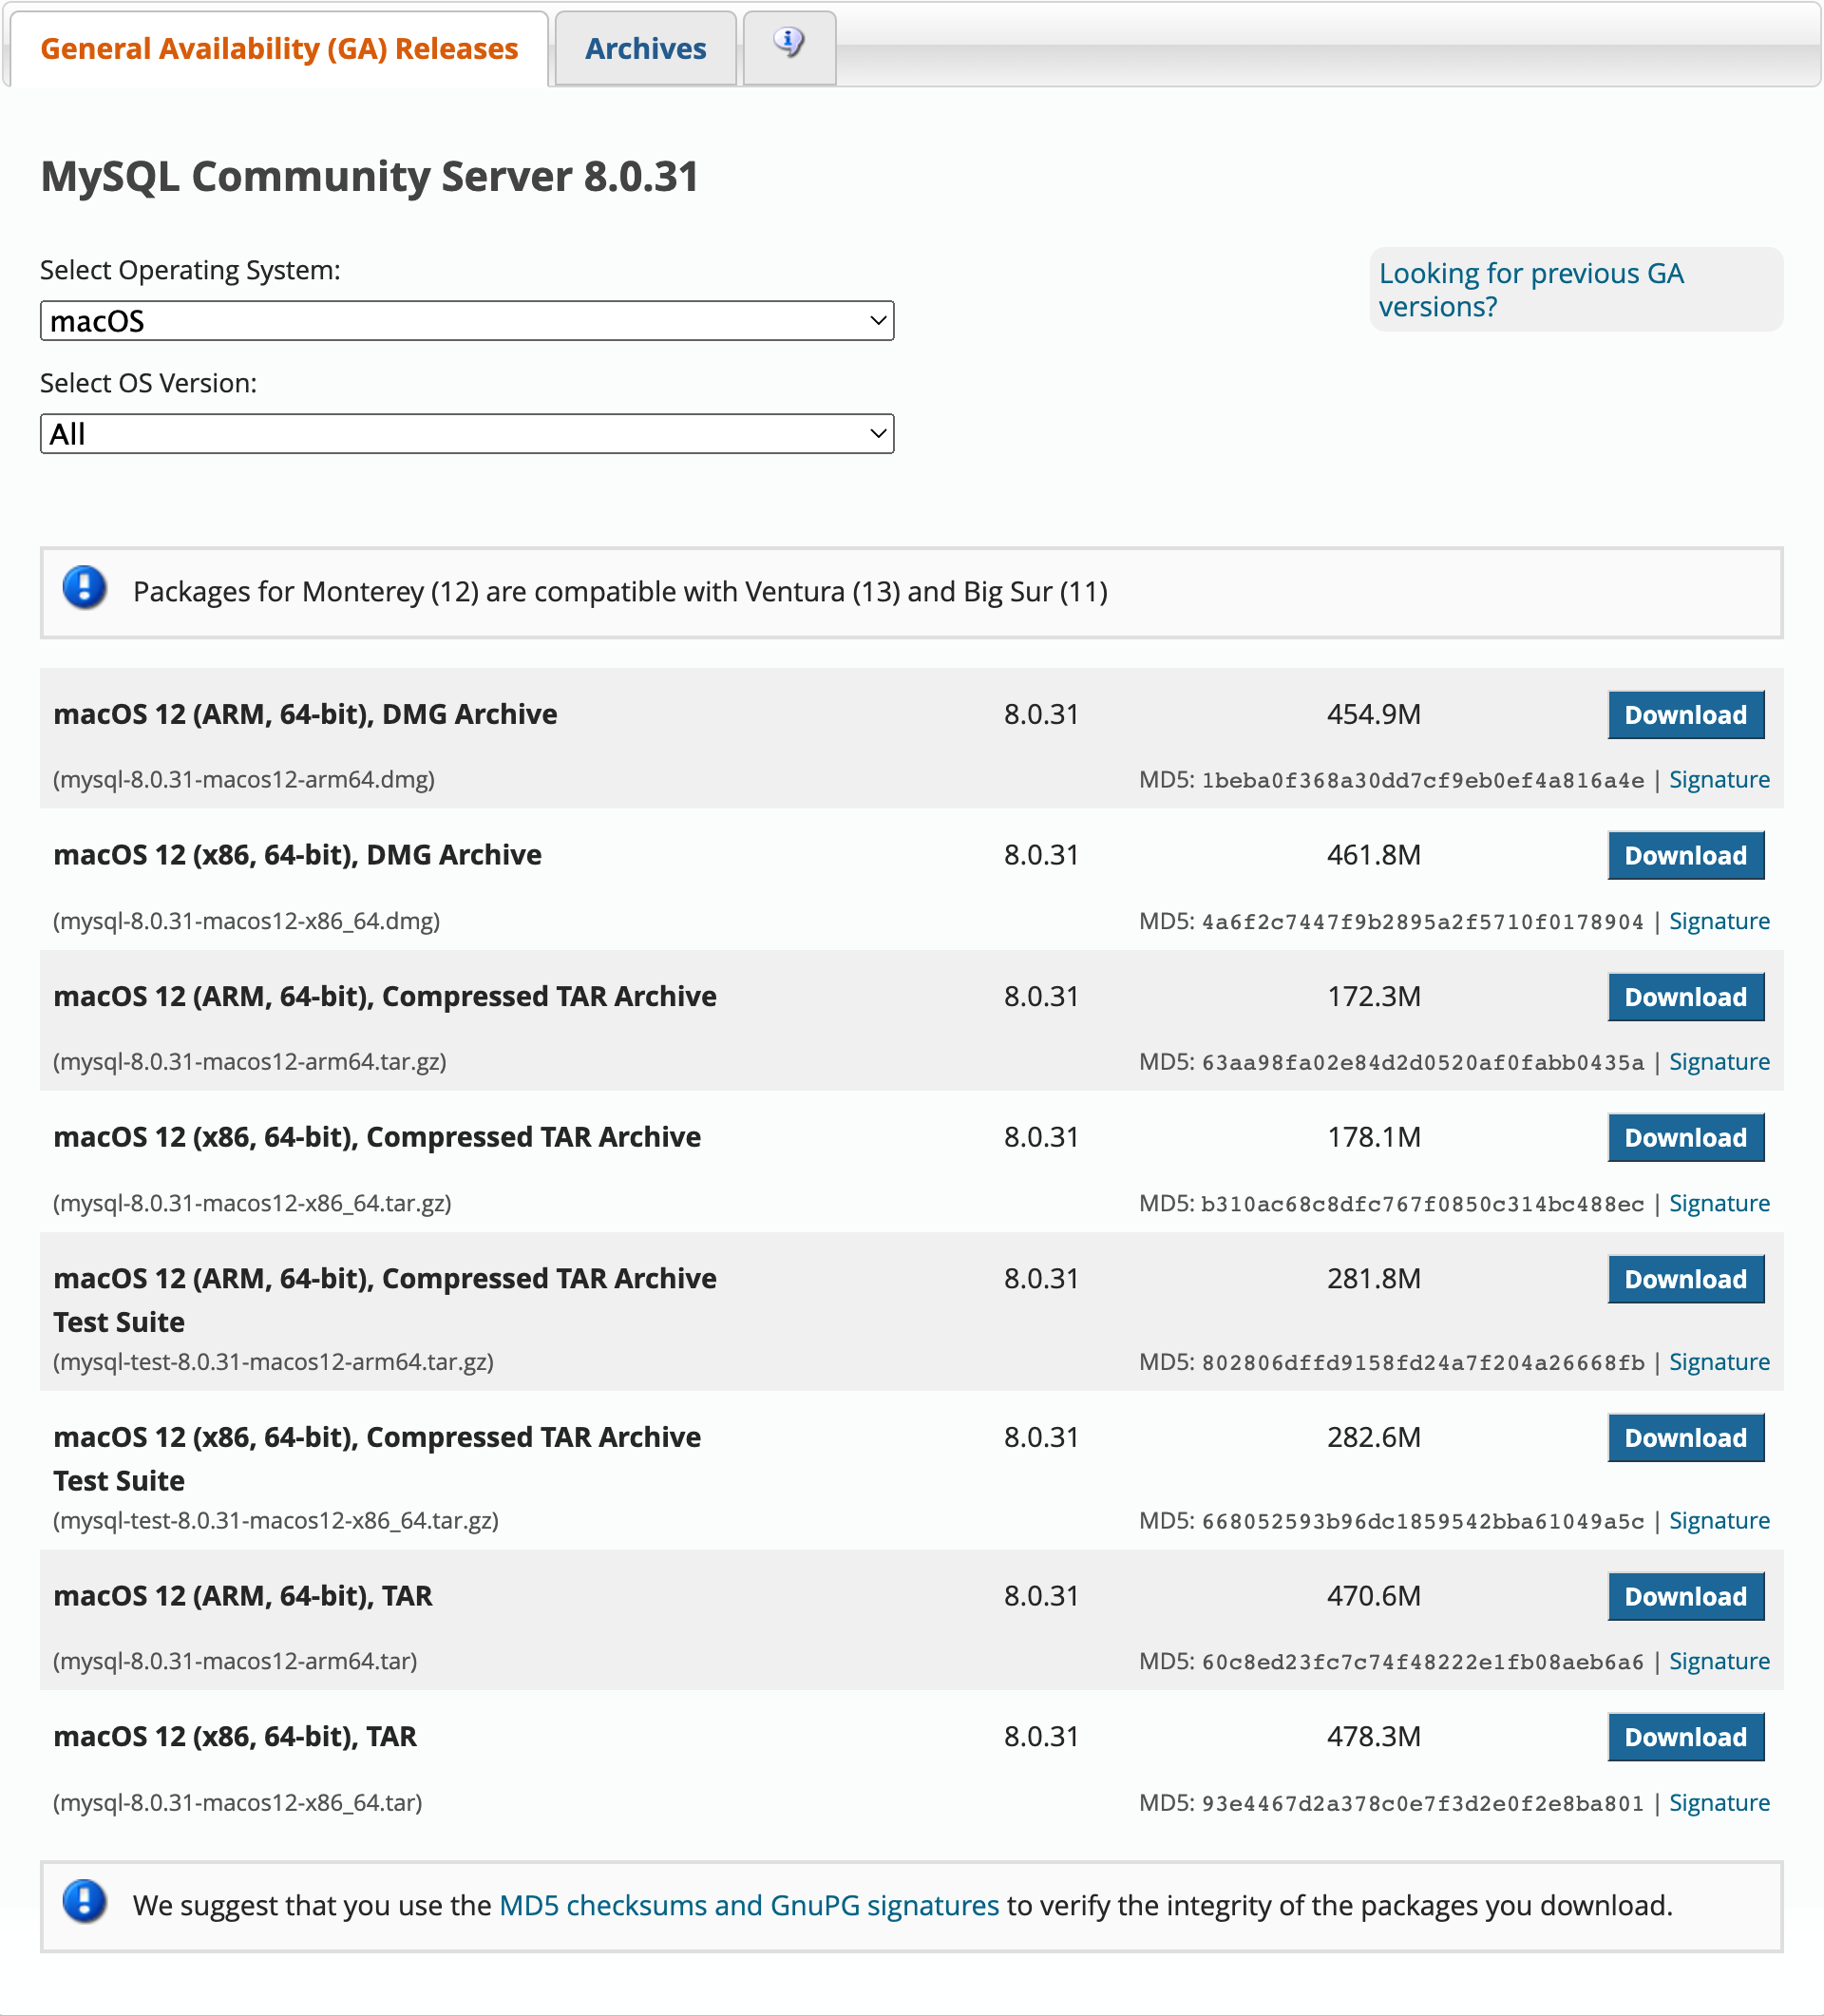 General Availability (GA) Releases
Archives
MySQL Community Server 8.0.31
Select Operating System:
Looking for previous GA
versions?
macOS
Select OS Version:
All
Packages for Monterey (12) are compatible with Ventura (13) and Big Sur (11)
macOS 12 (ARM, 64-bit), DMG Archive 8.0.31 454.9M Download
(mysql-8.0.31-macos12-arm64.dmg) MD5: 1beba0f368a30dd7cf9eb0ef4a816a4e | Signature
macOS 12 (x86, 64-bit), DMG Archive 8.0.31 461.8M Download
(mysql-8.0.31-macos12-x86_64.dmg) MD5: 4a6f2c7447f9b2895a2f5710f0178904 | Signature
macOS 12 (ARM, 64-bit), Compressed TAR Archive 8.0.31 172.3M Download
(mysql-8.0.31-macos12-arm64.tar.gz) MD5: 63aa98fa02e84d2d0520af0fabb0435a | Signature
macOS 12 (x86, 64-bit), Compressed TAR Archive 8.0.31 178.1M Download
(mysql-8.0.31-macos12-x86_64.tar.gz) MD5: b310ac68c8dfc767f0850c314bc488ec | Signature
macOS 12 (ARM, 64-bit), Compressed TAR Archive 8.0.31 281.8M Download
Test Suite
(mysql-test-8.0.31-macos12-arm64.tar.gz) MD5: 802806dffd9158fd24a7f204a26668fb | Signature
macOS 12 (x86, 64-bit), Compressed TAR Archive 8.0.31 282.6M Download
Test Suite
(mysql-test-8.0.31-macos12-x86_64.tar.gz) MD5: 668052593b96dc1859542bba61049a5c | Signature
macOS 12 (ARM, 64-bit), TAR 8.0.31 470.6M Download
(mysql-8.0.31-macos12-arm64.tar) MD5: 60c8ed23fc7c74f48222e1fb08aeb6a6 | Signature
macOS 12 (x86, 64-bit), TAR 8.0.31 478.3M Download
(mysql-8.0.31-macos12-x86_64.tar) MD5: 93e4467d2a378c0e7f3d2e0f2e8ba801 | Signature
We suggest that you use the MD5 checksums and GnuPG signatures to verify the integrity of the packages you download.